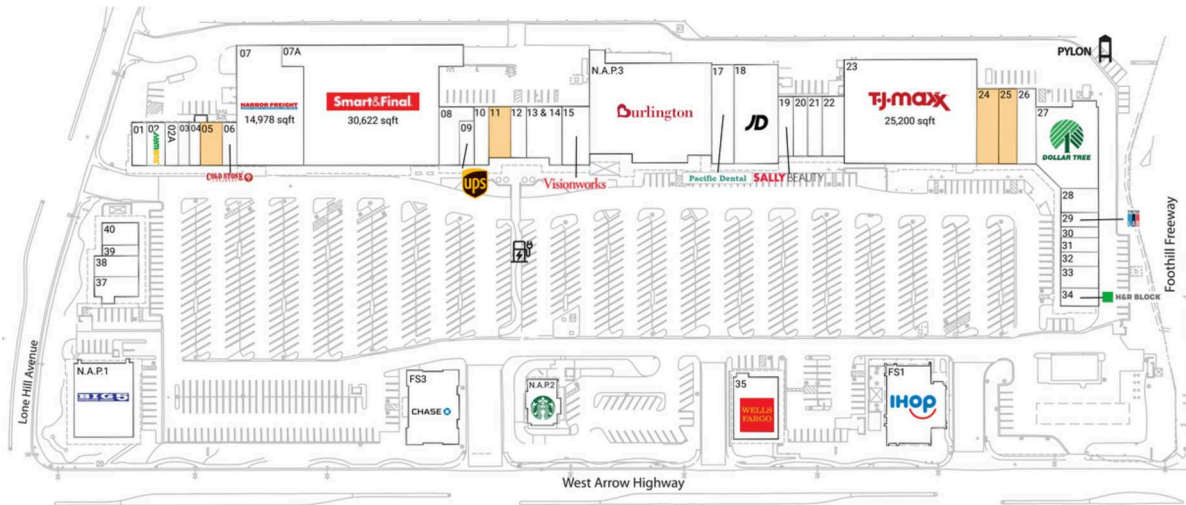 PYLON
07
07A
HARBOR FREIGHT
14,978 sqft
Smart&Final.
30,622 sqft
N.A.P.3
Burlington
17
18
JD
23
T.J.maxx
25,200 sqft
01
02
SUBWAY
02A
03
04
05
06
COLD STONE
08
09
10
11
12
13 & 14
15
ups
Visionworks
Pacific Dental
19
20
21
22
SALLYBEAUTY
24
25
26
27
DOLLAR TREE
28
29
30
31
32
33
34
H&R BLOCK
40
39
38
37
Lone Hill Avenue
Foothill Freeway
N.A.P.1
BIG 5
FS3
CHASE
N.A.P.2
35
WELLS
FARGO
FS1
IHOP
West Arrow Highway